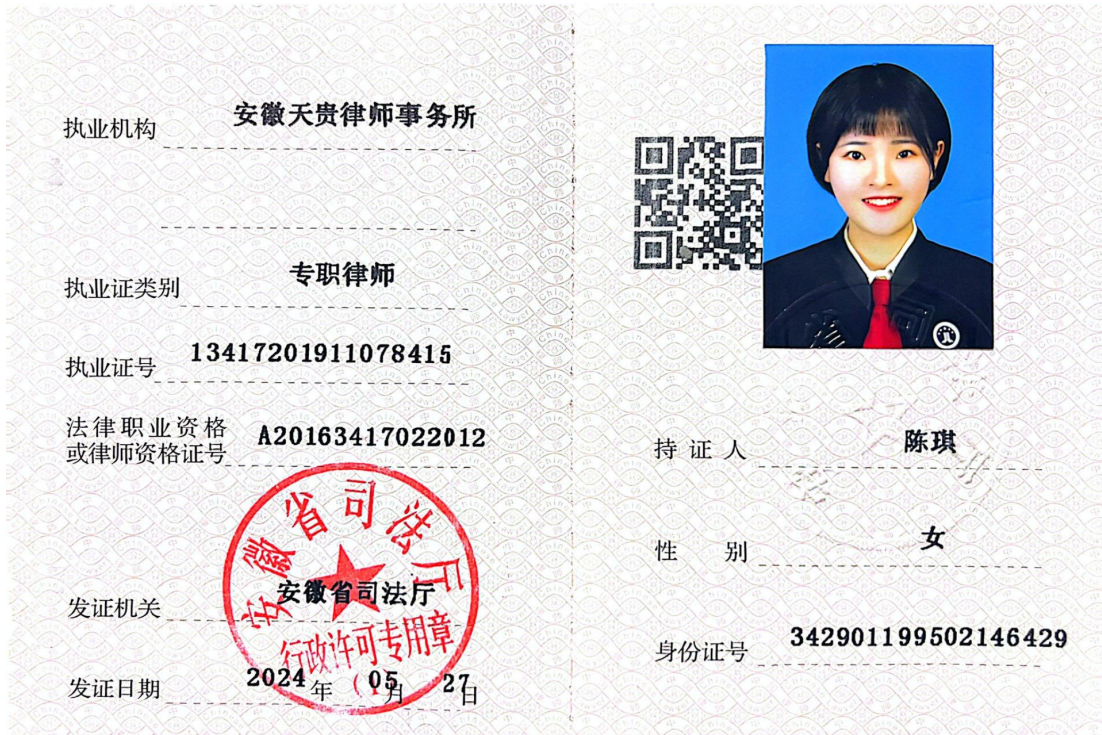 执业机构 安徽天贵律师事务所
执业证类别 专职律师
执业证号 13417201911078415
法律职业资格
或律师资格证号 A20163417022012
安徽省司法厅
发证机关 安徽省司法厅
行政许可专用章
(1)
发证日期 2024 年 05 月 27 日
持证人 陈琪
性别 女
身份证号 342901199502146429